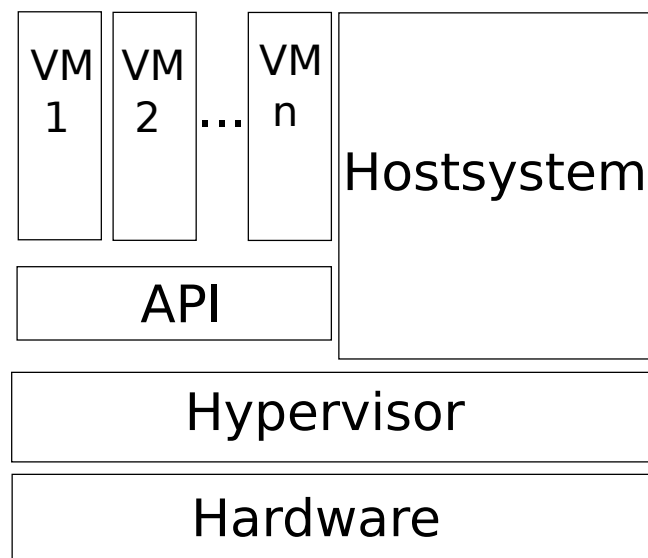 VM
1
VM
2
...
VM
n
Hostsystem
API
Hypervisor
Hardware